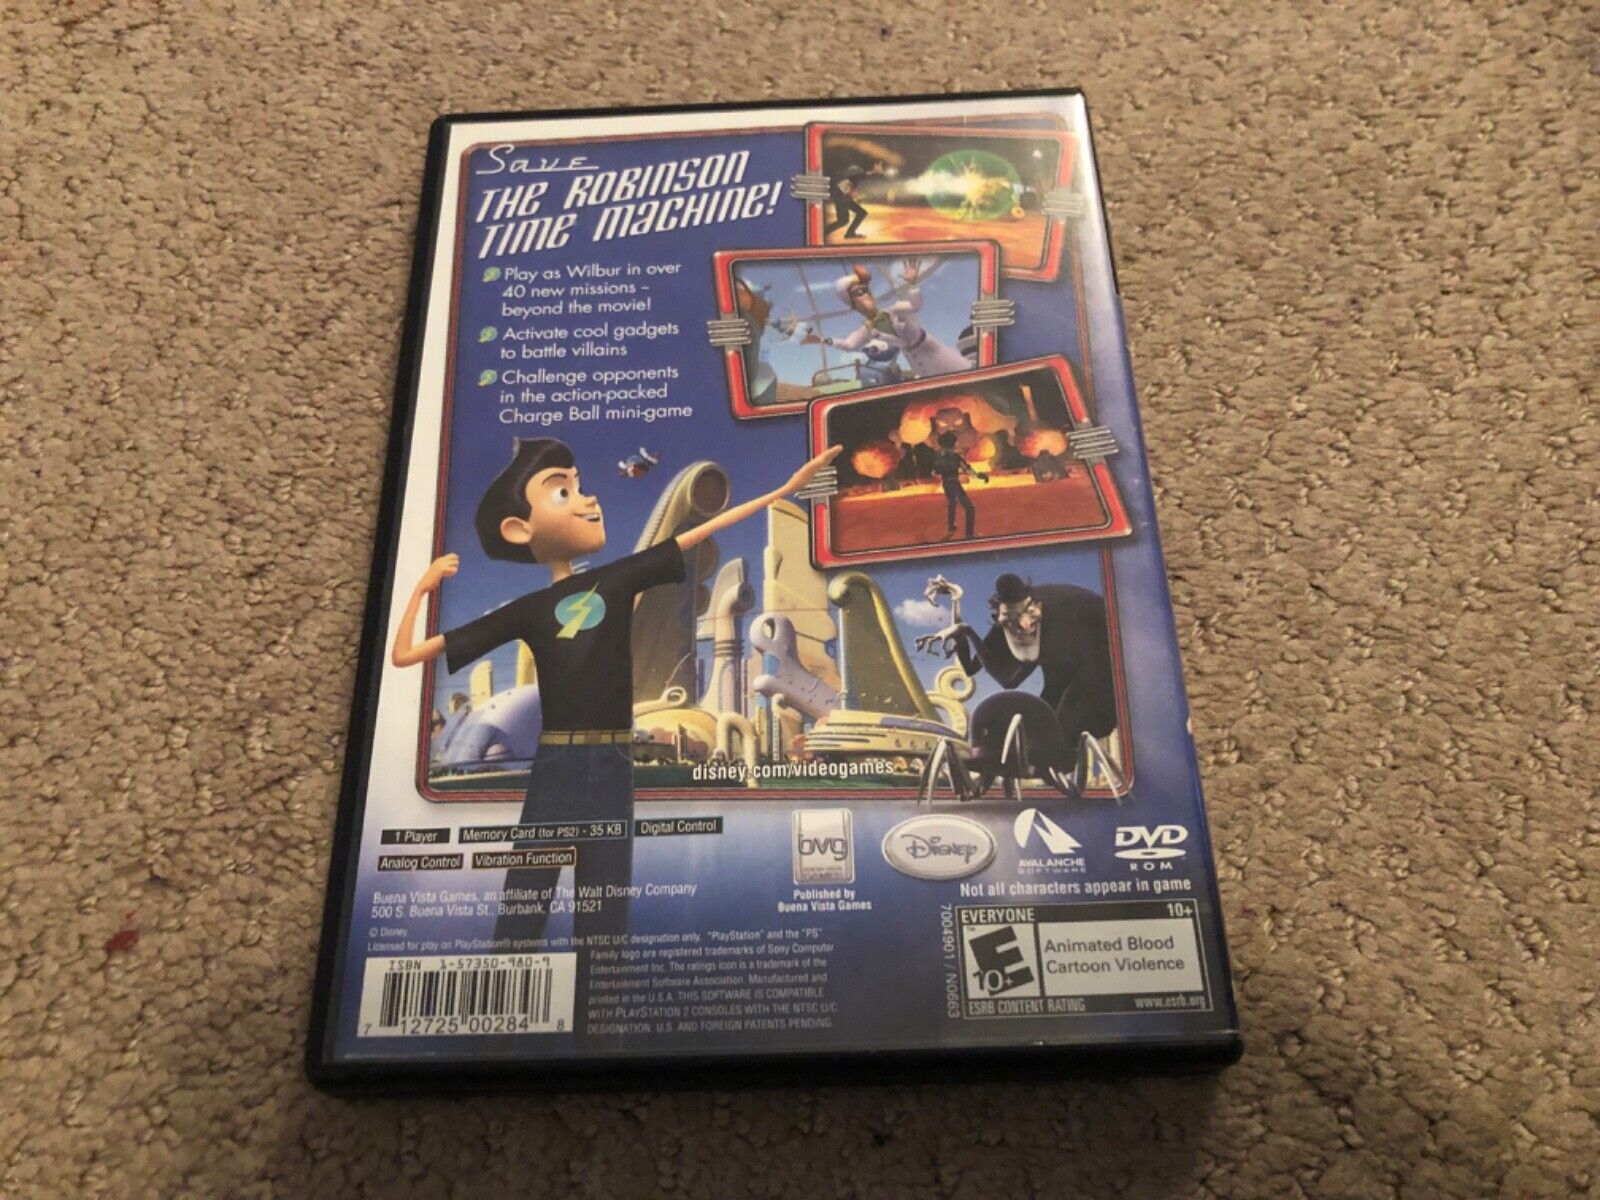 Save
THE ROBINSON
TIME MACHINE!
Play as Wilbur in over
40 new missions –
beyond the movie!
Activate cool gadgets
to battle villains
Challenge opponents
in the action-packed
Charge Ball mini-game
disney.com/videogames
1 Player
Memory Card (for PS2) - 35 KB
Digital Control
Analog Control
Vibration Function
bvg
Published by
Buena Vista Games
Disney
AVALANCHE
SOFTWARE
DVD
ROM
Not all characters appear in game
Buena Vista Games, an affiliate of The Walt Disney Company
500 S. Buena Vista St., Burbank, CA 91521
© Disney.
Licensed for play on PlayStation® systems with the NTSC U/C designation only. "PlayStation" and the "PS"
Family logo are registered trademarks of Sony Computer
Entertainment Inc. The ratings icon is a trademark of the
Entertainment Software Association. Manufactured and
printed in the U.S.A. THIS SOFTWARE IS COMPATIBLE
WITH PLAYSTATION 2 CONSOLES WITH THE NTSC U/C
DESIGNATION. U.S. AND FOREIGN PATENTS PENDING.
ISBN 1-57350-980-9
7 12725 00284 8
7004901 / N0663
EVERYONE 10+
E
10+
TM
Animated Blood
Cartoon Violence
ESRB CONTENT RATING www.esrb.org